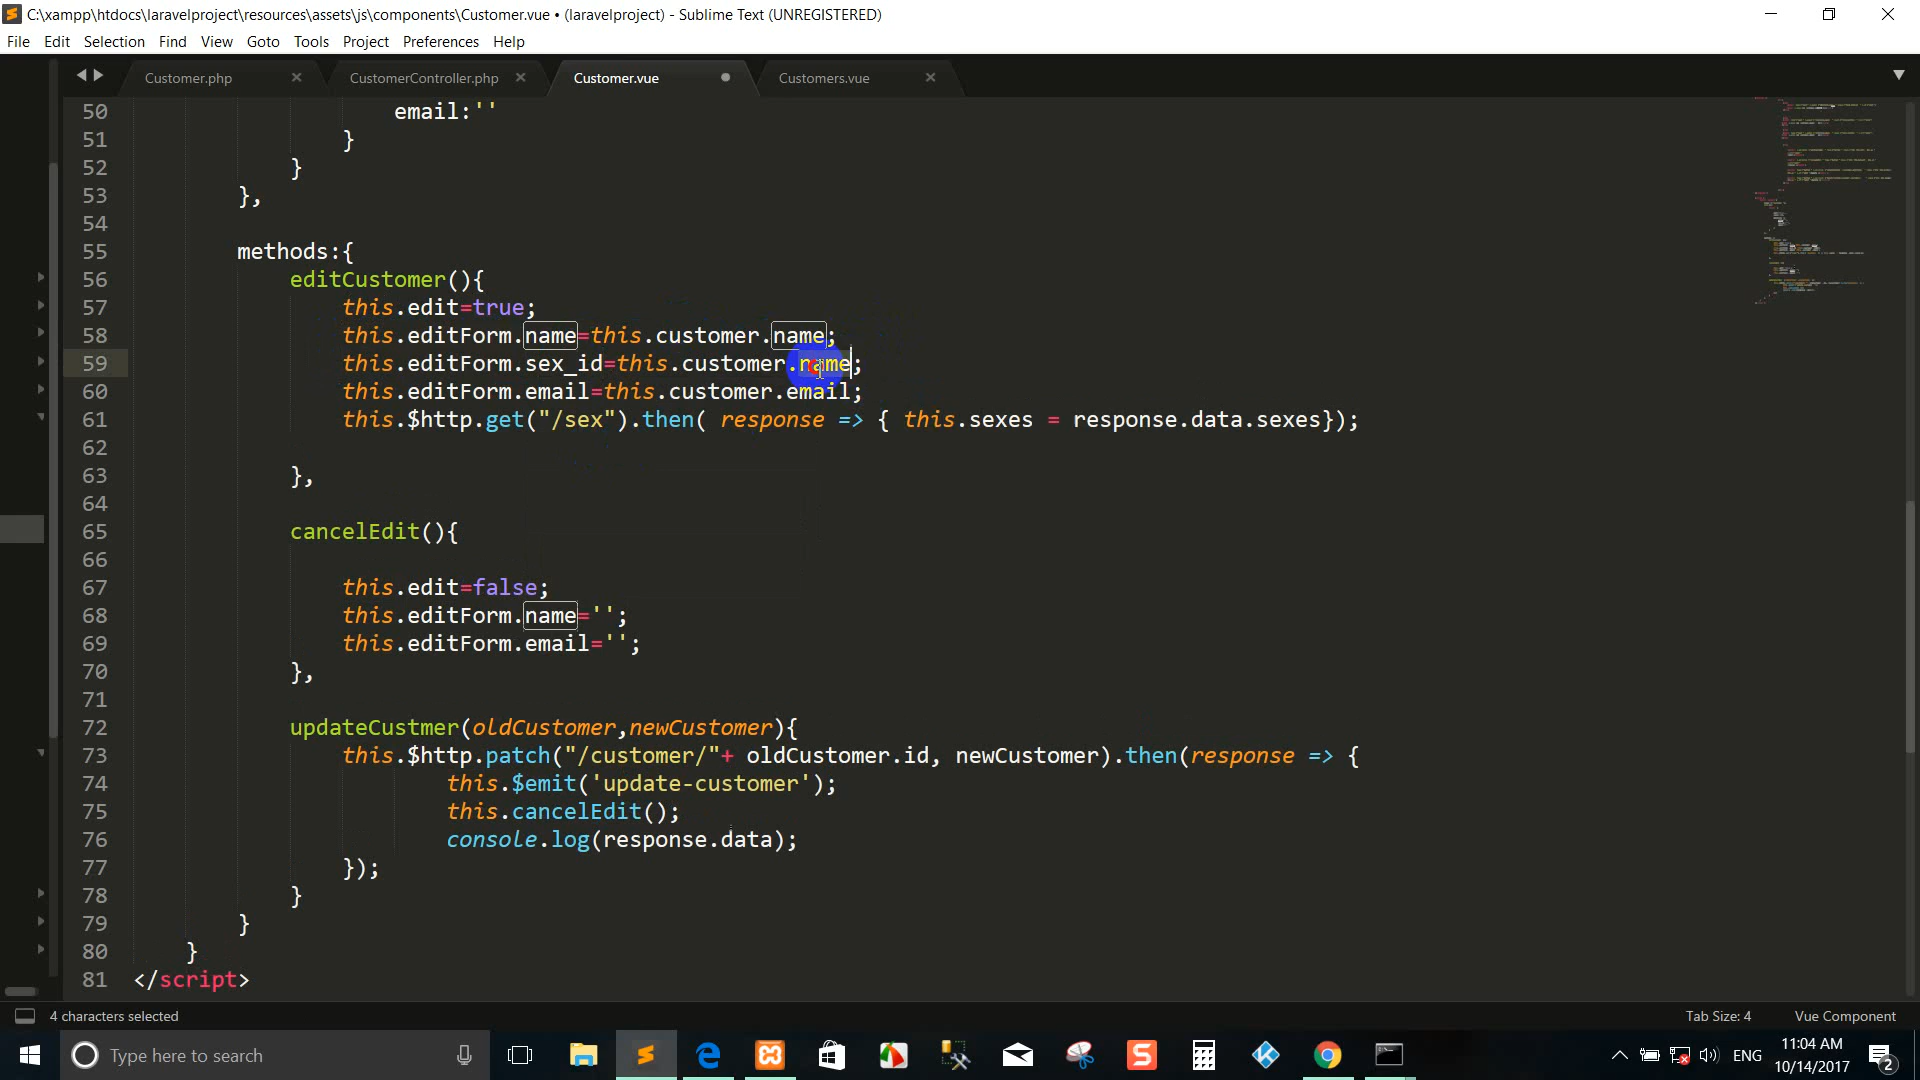 C:\xampp\htdocs\laravelproject\resources\assets\js\components\Customer.vue • (laravelproject) - Sublime Text (UNREGISTERED)
File Edit Selection Find View Goto Tools Project Preferences Help
Customer.php CustomerController.php Customer.vue Customers.vue
50 email:''
51 }
52 }
53 },
54
55 methods:{
56 editCustomer(){
57 this.edit=true;
58 this.editForm.name=this.customer.name;
59 this.editForm.sex_id=this.customer.name;
60 this.editForm.email=this.customer.email;
61 this.$http.get("/sex").then( response => { this.sexes = response.data.sexes});
62
63 },
64
65 cancelEdit(){
66
67 this.edit=false;
68 this.editForm.name='';
69 this.editForm.email='';
70 },
71
72 updateCustmer(oldCustomer,newCustomer){
73 this.$http.patch("/customer/"+ oldCustomer.id, newCustomer).then(response => {
74 this.$emit('update-customer');
75 this.cancelEdit();
76 console.log(response.data);
77 });
78 }
79 }
80 }
81 </script>
4 characters selected Tab Size: 4 Vue Component
Type here to search ENG 11:04 AM
10/14/2017 2